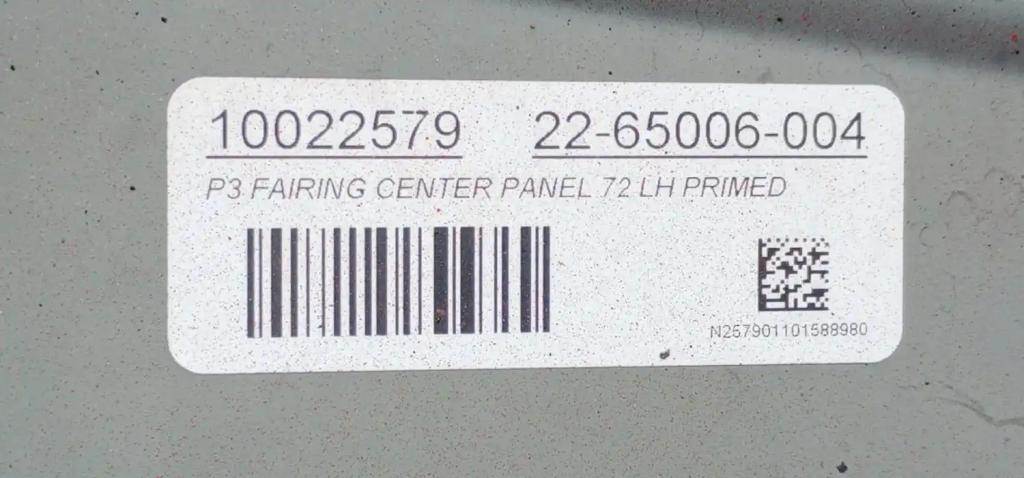 10022579 22-65006-004
P3 FAIRING CENTER PANEL 72 LH PRIMED
N257901101588980